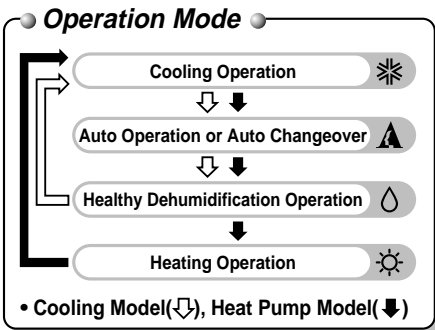 Operation Mode
Cooling Operation
Auto Operation or Auto Changeover
Healthy Dehumidification Operation
Heating Operation
• Cooling Model(⇩), Heat Pump Model(⬇)